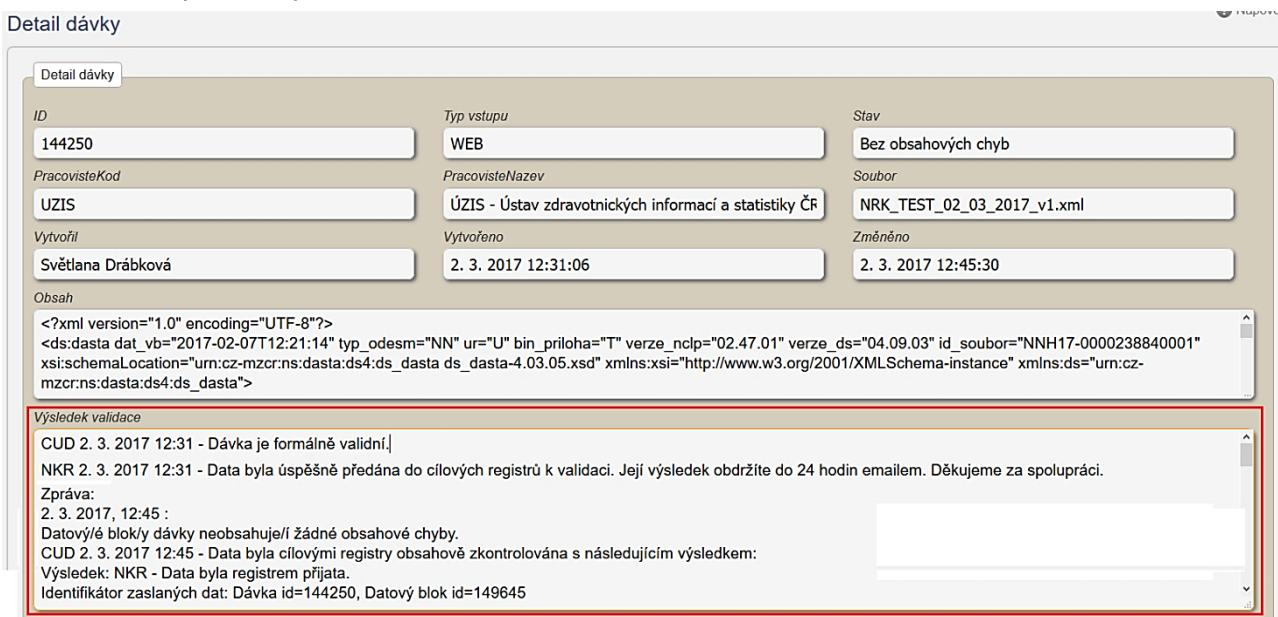 Detail dávky
Detail dávky
ID
Typ vstupu
Stav
144250
WEB
Bez obsahových chyb
PracovisteKod
PracovisteNazev
Soubor
UZIS
ÚZIS - Ústav zdravotnických informací a statistiky ČR
NRK_TEST_02_03_2017_v1.xml
Vytvořil
Vytvořeno
Změněno
Světlana Drábková
2. 3. 2017 12:31:06
2. 3. 2017 12:45:30
Obsah
<?xml version="1.0" encoding="UTF-8"?>
<ds:dasta dat_vb="2017-02-07T12:21:14" typ_odesm="NN" ur="U" bin_priloha="T" verze_nclp="02.47.01" verze_ds="04.09.03" id_soubor="NNH17-0000238840001"
xsi:schemaLocation="urn:cz-mzcr:ns:dasta:ds4:ds_dasta ds_dasta-4.03.05.xsd" xmlns:xsi="http://www.w3.org/2001/XMLSchema-instance" xmlns:ds="urn:cz-
mzcr:ns:dasta:ds4:ds_dasta">
Výsledek validace
CUD 2. 3. 2017 12:31 - Dávka je formálně validní.
NKR 2. 3. 2017 12:31 - Data byla úspěšně předána do cílových registrů k validaci. Její výsledek obdržíte do 24 hodin emailem. Děkujeme za spolupráci.
Zpráva:
2. 3. 2017, 12:45 :
Datový/é blok/y dávky neobsahuje/í žádné obsahové chyby.
CUD 2. 3. 2017 12:45 - Data byla cílovými registry obsahově zkontrolována s následujícím výsledkem:
Výsledek: NKR - Data byla registrem přijata.
Identifikátor zaslaných dat: Dávka id=144250, Datový blok id=149645